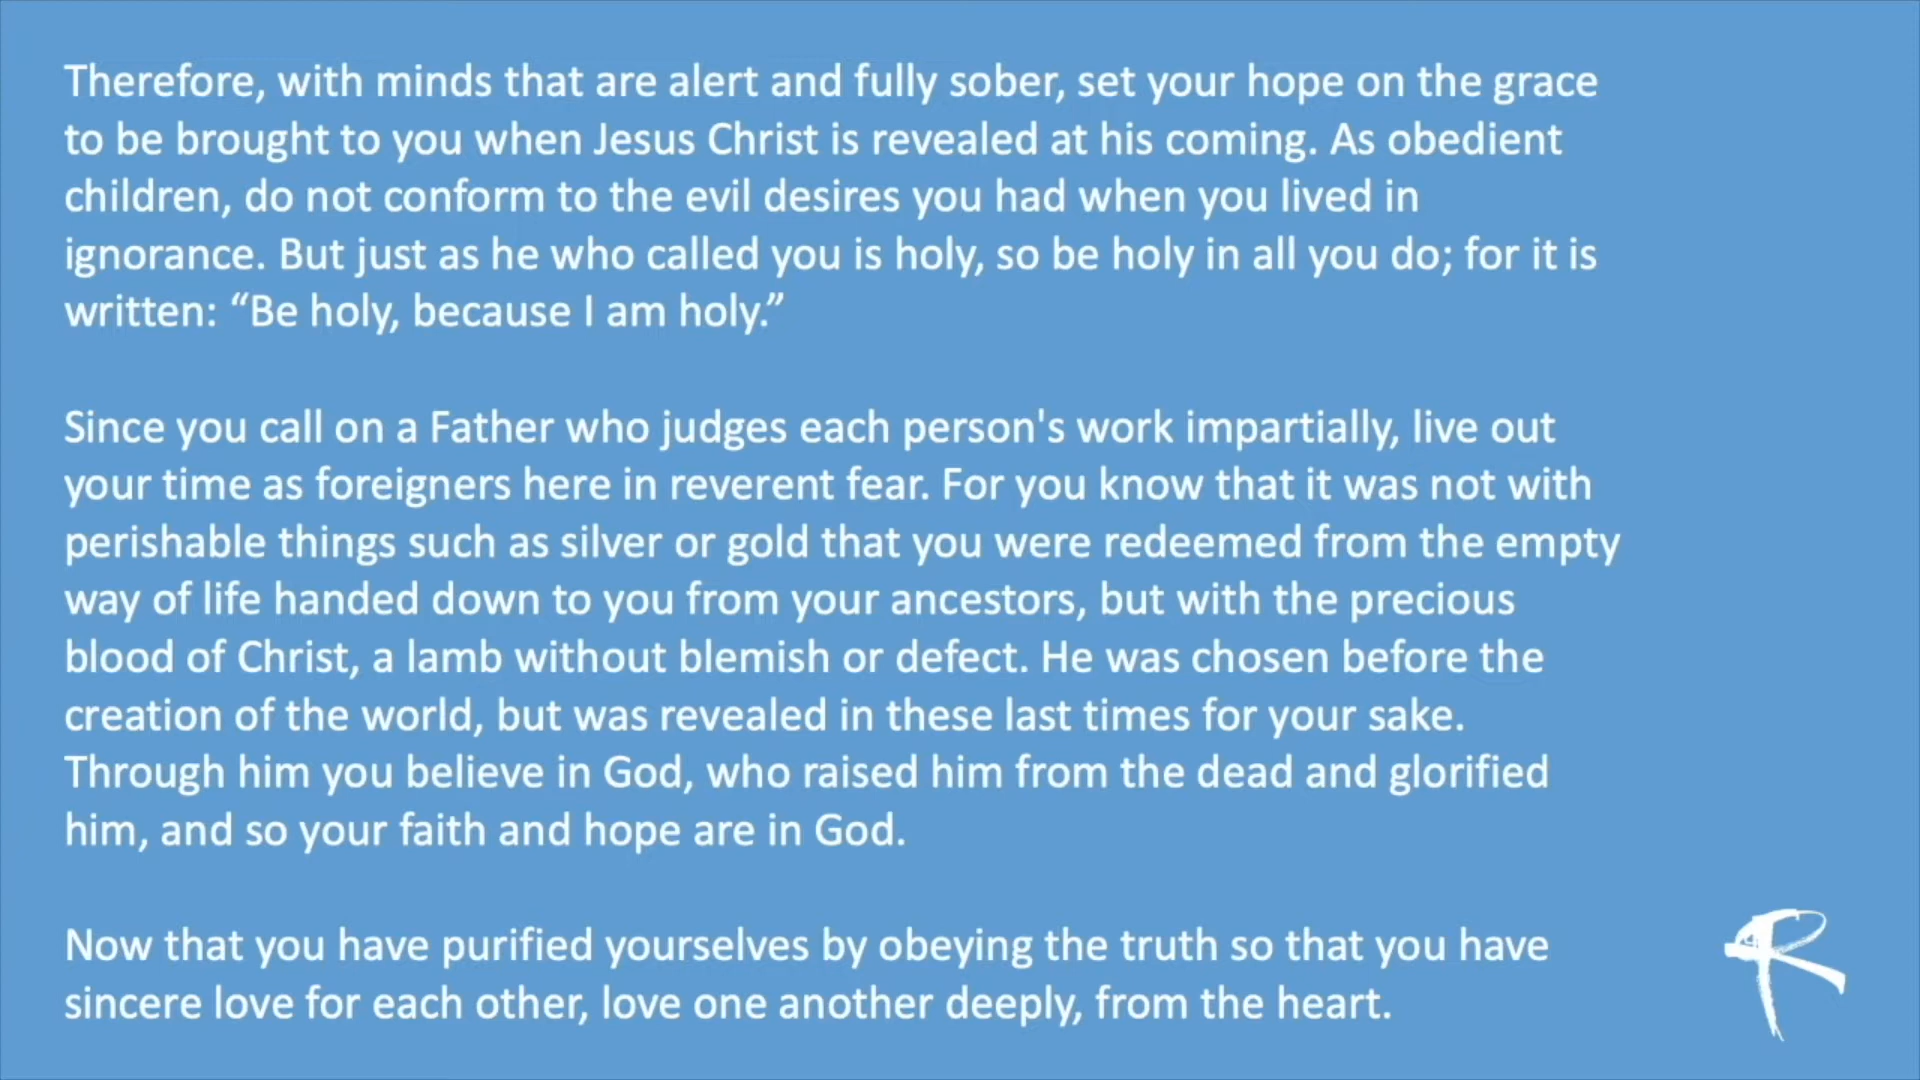 Therefore, with minds that are alert and fully sober, set your hope on the grace
to be brought to you when Jesus Christ is revealed at his coming. As obedient
children, do not conform to the evil desires you had when you lived in
ignorance. But just as he who called you is holy, so be holy in all you do; for it is
written: “Be holy, because I am holy.”
Since you call on a Father who judges each person's work impartially, live out
your time as foreigners here in reverent fear. For you know that it was not with
perishable things such as silver or gold that you were redeemed from the empty
way of life handed down to you from your ancestors, but with the precious
blood of Christ, a lamb without blemish or defect. He was chosen before the
creation of the world, but was revealed in these last times for your sake.
Through him you believe in God, who raised him from the dead and glorified
him, and so your faith and hope are in God.
Now that you have purified yourselves by obeying the truth so that you have
sincere love for each other, love one another deeply, from the heart.
R